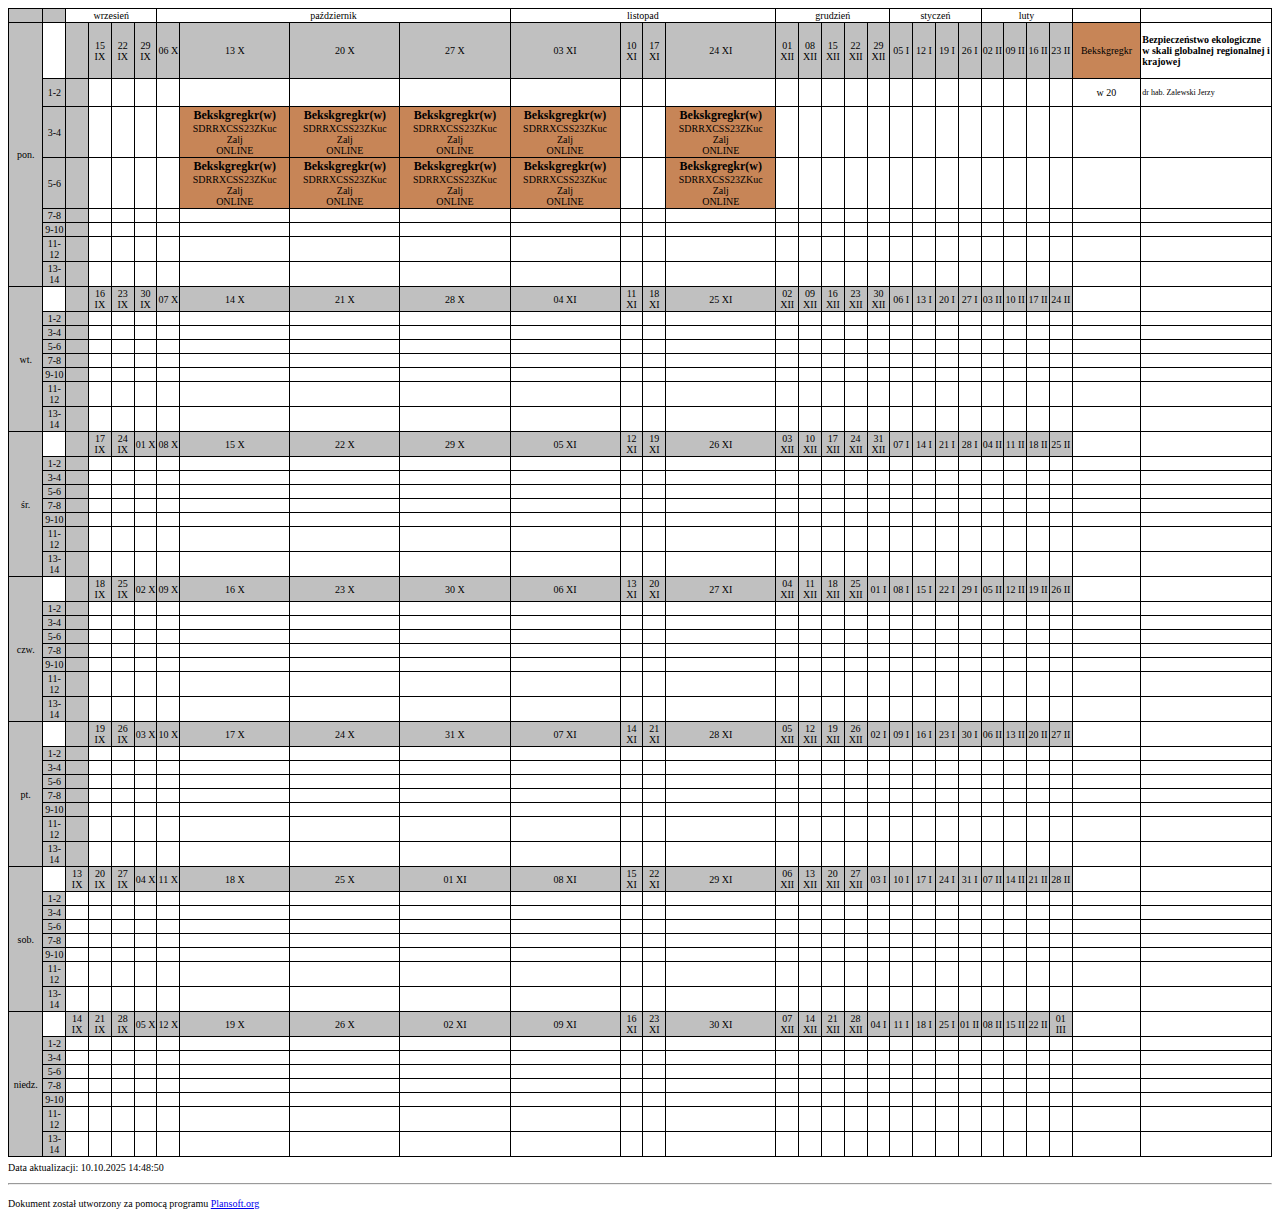 wrzesień październik listopad grudzień styczeń luty
pon. 15 IX 22 IX 29 IX 06 X 13 X 20 X 27 X 03 XI 10 XI 17 XI 24 XI 01 XII 08 XII 15 XII 22 XII 29 XII 05 I 12 I 19 I 26 I 02 II 09 II 16 II 23 II Bekskgregkr Bezpieczeństwo ekologiczne w skali globalnej regionalnej i krajowej
1-2 w 20 dr hab. Zalewski Jerzy
3-4 Bekskgregkr(w) Bekskgregkr(w) Bekskgregkr(w) Bekskgregkr(w) Bekskgregkr(w)
SDRRXCSS23ZKuc SDRRXCSS23ZKuc SDRRXCSS23ZKuc SDRRXCSS23ZKuc SDRRXCSS23ZKuc
Zalj Zalj Zalj Zalj Zalj
ONLINE ONLINE ONLINE ONLINE ONLINE
5-6 Bekskgregkr(w) Bekskgregkr(w) Bekskgregkr(w) Bekskgregkr(w) Bekskgregkr(w)
SDRRXCSS23ZKuc SDRRXCSS23ZKuc SDRRXCSS23ZKuc SDRRXCSS23ZKuc SDRRXCSS23ZKuc
Zalj Zalj Zalj Zalj Zalj
ONLINE ONLINE ONLINE ONLINE ONLINE
7-8
9-10
11-12
13-14
wt. 16 IX 23 IX 30 IX 07 X 14 X 21 X 28 X 04 XI 11 XI 18 XI 25 XI 02 XII 09 XII 16 XII 23 XII 30 XII 06 I 13 I 20 I 27 I 03 II 10 II 17 II 24 II
1-2
3-4
5-6
7-8
9-10
11-12
13-14
śr. 17 IX 24 IX 01 X 08 X 15 X 22 X 29 X 05 XI 12 XI 19 XI 26 XI 03 XII 10 XII 17 XII 24 XII 31 XII 07 I 14 I 21 I 28 I 04 II 11 II 18 II 25 II
1-2
3-4
5-6
7-8
9-10
11-12
13-14
czw. 18 IX 25 IX 02 X 09 X 16 X 23 X 30 X 06 XI 13 XI 20 XI 27 XI 04 XII 11 XII 18 XII 25 XII 01 I 08 I 15 I 22 I 29 I 05 II 12 II 19 II 26 II
1-2
3-4
5-6
7-8
9-10
11-12
13-14
pt. 19 IX 26 IX 03 X 10 X 17 X 24 X 31 X 07 XI 14 XI 21 XI 28 XI 05 XII 12 XII 19 XII 26 XII 02 I 09 I 16 I 23 I 30 I 06 II 13 II 20 II 27 II
1-2
3-4
5-6
7-8
9-10
11-12
13-14
sob. 13 IX 20 IX 27 IX 04 X 11 X 18 X 25 X 01 XI 08 XI 15 XI 22 XI 29 XI 06 XII 13 XII 20 XII 27 XII 03 I 10 I 17 I 24 I 31 I 07 II 14 II 21 II 28 II
1-2
3-4
5-6
7-8
9-10
11-12
13-14
niedz. 14 IX 21 IX 28 IX 05 X 12 X 19 X 26 X 02 XI 09 XI 16 XI 23 XI 30 XI 07 XII 14 XII 21 XII 28 XII 04 I 11 I 18 I 25 I 01 II 08 II 15 II 22 II 01 III
1-2
3-4
5-6
7-8
9-10
11-12
13-14
Data aktualizacji: 10.10.2025 14:48:50
Dokument został utworzony za pomocą programu Plansoft.org